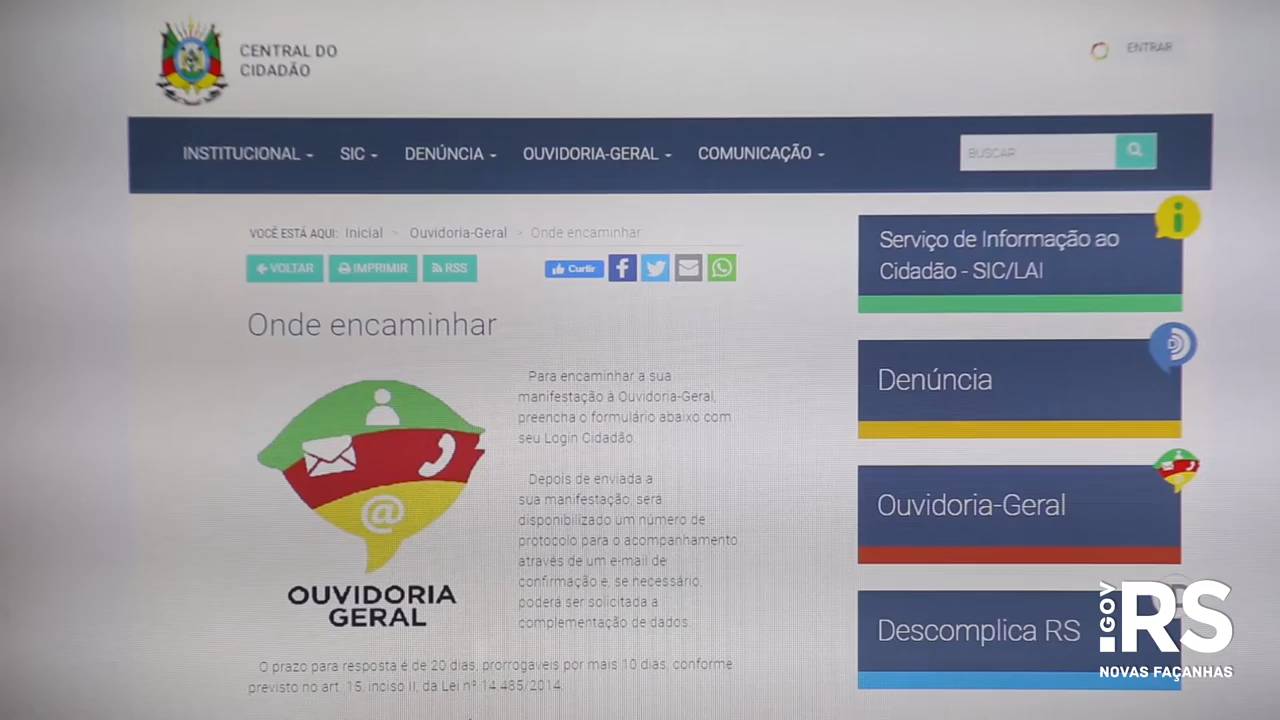 CENTRAL DO
CIDADÃO
ENTRAR
INSTITUCIONAL
SIC
DENÚNCIA
OUVIDORIA-GERAL
COMUNICAÇÃO
BUSCAR
VOCÊ ESTÁ AQUI: Inicial > Ouvidoria-Geral > Onde encaminhar
VOLTAR
IMPRIMIR
RSS
Curtir
Onde encaminhar
Para encaminhar a sua
manifestação à Ouvidoria-Geral,
preencha o formulário abaixo com
seu Login Cidadão.
Depois de enviada a
sua manifestação, será
disponibilizado um número de
protocolo para o acompanhamento
através de um e-mail de
confirmação e, se necessário,
poderá ser solicitada a
complementação de dados.
@
OUVIDORIA
GERAL
O prazo para resposta é de 20 dias, prorrogáveis por mais 10 dias, conforme
previsto no art. 15, inciso II, da Lei nº 14.485/2014.
Serviço de Informação ao
Cidadão - SIC/LAI
Denúncia
Ouvidoria-Geral
Descomplica RS
.GOV
RS
NOVAS FAÇANHAS